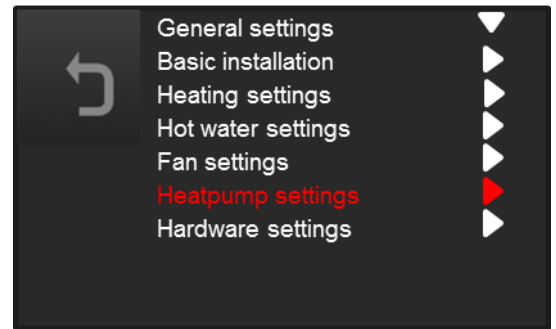 General settings
Basic installation
Heating settings
Hot water settings
Fan settings
Heatpump settings
Hardware settings